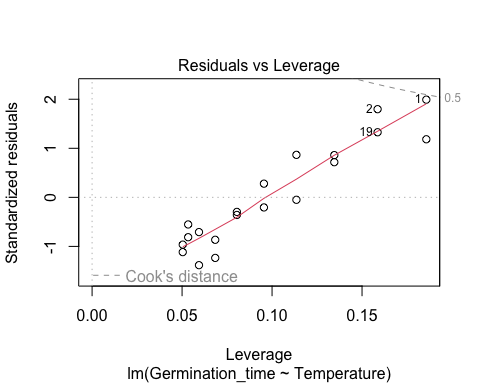 Residuals vs Leverage
Standardized residuals
2
1
0
-1
1
2
19
0.5
Cook's distance
0.00 0.05 0.10 0.15
Leverage
lm(Germination_time ~ Temperature)